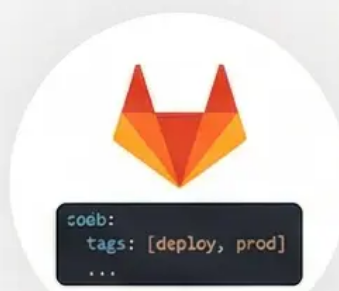 coeb:
tags: [deploy, prod]
...